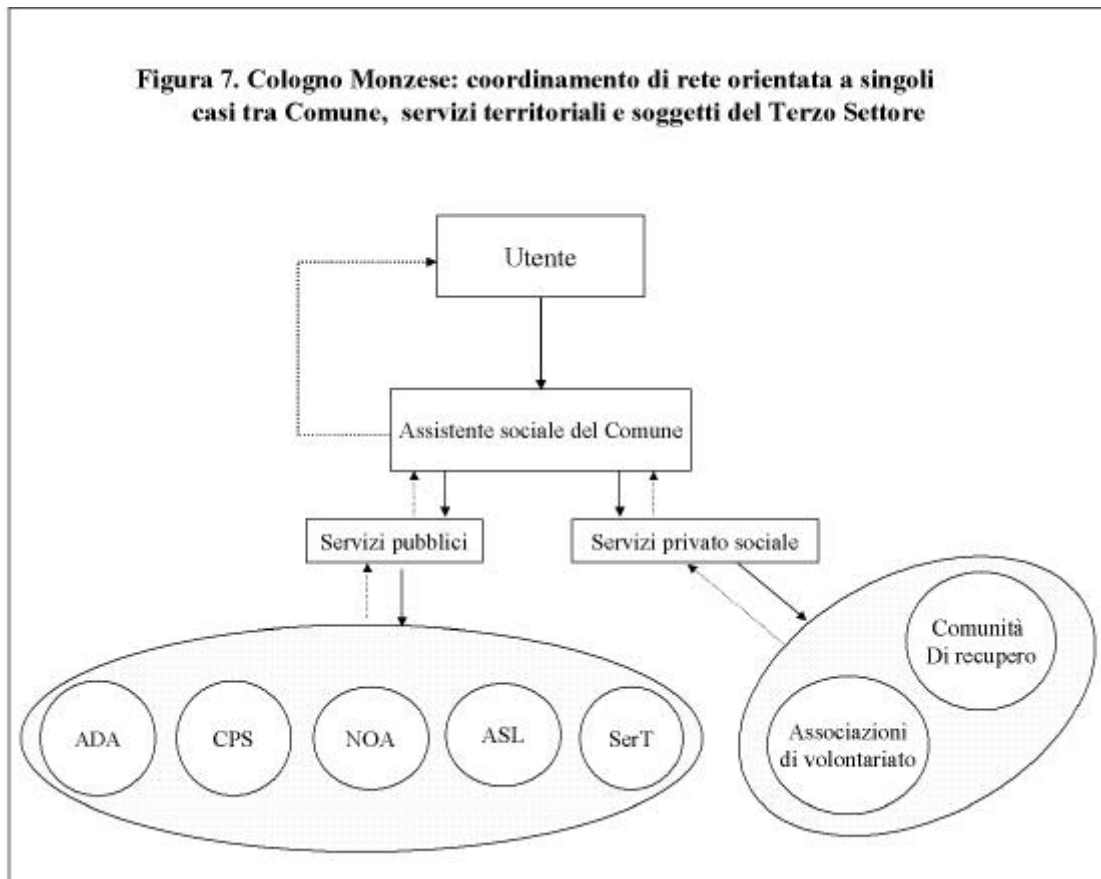 Figura 7. Cologno Monzese: coordinamento di rete orientata a singoli
casi tra Comune, servizi territoriali e soggetti del Terzo Settore
Utente
Assistente sociale del Comune
Servizi pubblici
Servizi privato sociale
ADA
CPS
NOA
ASL
SerT
Comunità
Di recupero
Associazioni
di volontariato